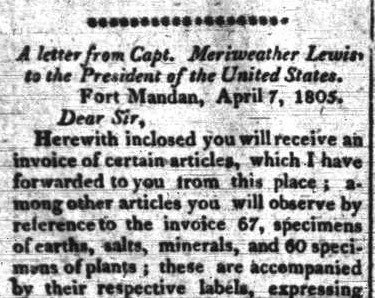 A letter from Capt. Meriweather Lewis
to the President of the United States.
Fort Mandan, April 7, 1805.
Dear Sir,
Herewith inclosed you will receive an
invoice of certain articles, which I have
forwarded to you from this place; a-
mong other articles you will observe by
reference to the invoice 67, specimens
of earths, salts, minerals, and 60 speci-
mens of plants; these are accompanied
by their respective labels, expressing